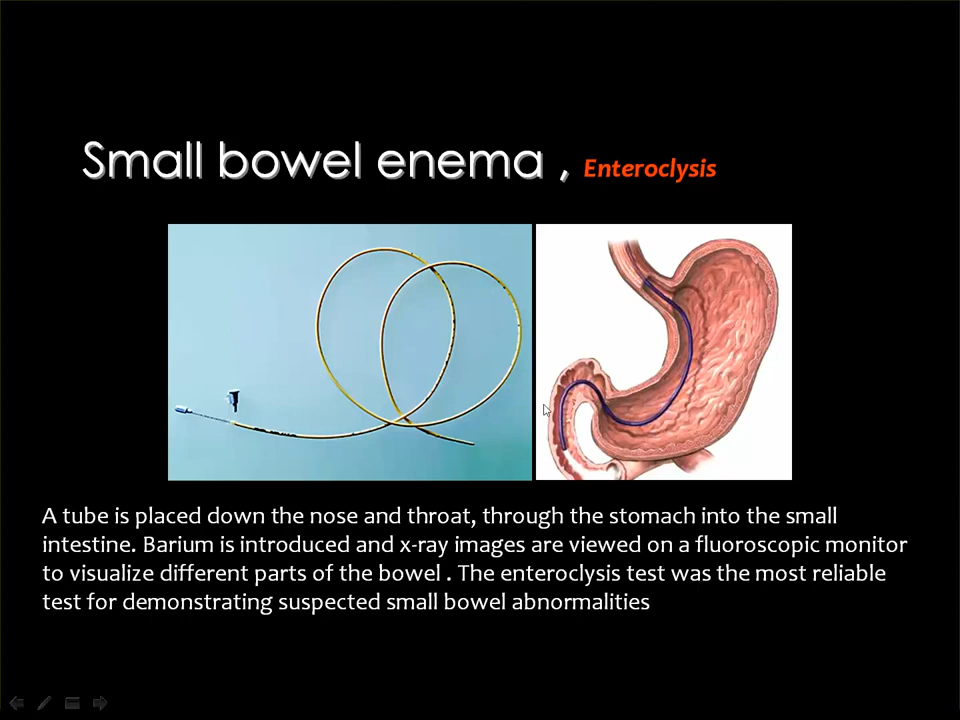 Small bowel enema , Enteroclysis
A tube is placed down the nose and throat, through the stomach into the small
intestine. Barium is introduced and x-ray images are viewed on a fluoroscopic monitor
to visualize different parts of the bowel . The enteroclysis test was the most reliable
test for demonstrating suspected small bowel abnormalities